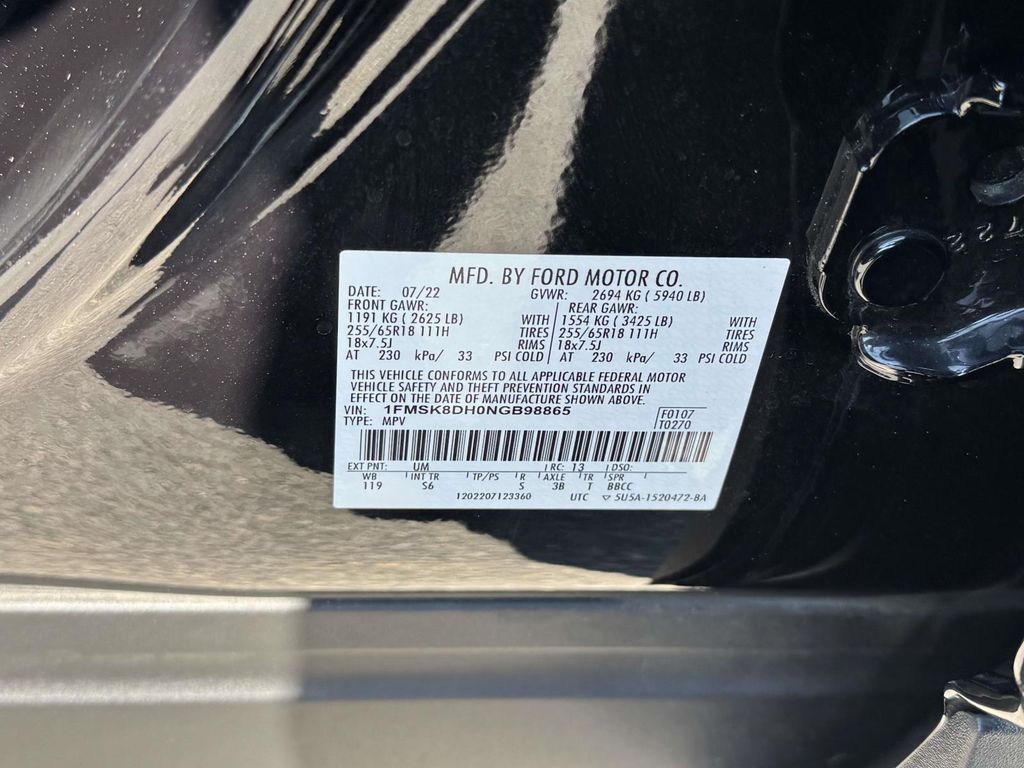 MFD. BY FORD MOTOR CO.
DATE: 07/22 GVWR: 2694 KG ( 5940 LB)
FRONT GAWR: REAR GAWR:
1191 KG ( 2625 LB) WITH 1554 KG ( 3425 LB) WITH
255/65R18 111H TIRES 255/65R18 111H TIRES
18x7.5J RIMS 18x7.5J RIMS
AT 230 kPa/ 33 PSI COLD AT 230 kPa/ 33 PSI COLD
THIS VEHICLE CONFORMS TO ALL APPLICABLE FEDERAL MOTOR
VEHICLE SAFETY AND THEFT PREVENTION STANDARDS IN
EFFECT ON THE DATE OF MANUFACTURE SHOWN ABOVE.
VIN: 1FMSK8DH0NGB98865 F0107
TYPE: MPV T0270
EXT PNT: UM RC: 13 DSO:
WB INT TR TP/PS R AXLE TR SPR
119 S6 S 3B T BBCC
1202207123360 UTC ▽ 5U5A-1520472-BA
722